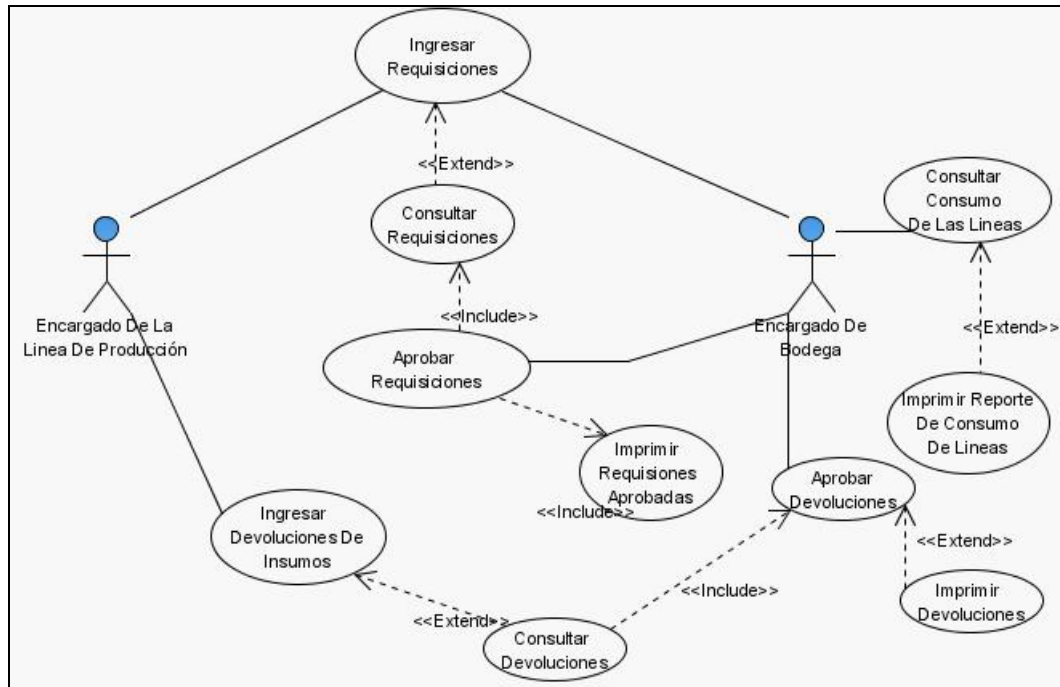 Ingresar
Requisiciones
<<Extend>>
Consultar
Requisiciones
Consultar
Consumo
De Las Lineas
<<Include>>
<<Extend>>
Encargado De La
Linea De Producción
Encargado De
Bodega
Aprobar
Requisiciones
Imprimir Reporte
De Consumo
De Lineas
Imprimir
Requisiones
Aprobadas
<<Include>>
Aprobar
Devoluciones
Ingresar
Devoluciones De
Insumos
<<Extend>>
<<Include>>
Imprimir
Devoluciones
<<Extend>>
Consultar
Devoluciones